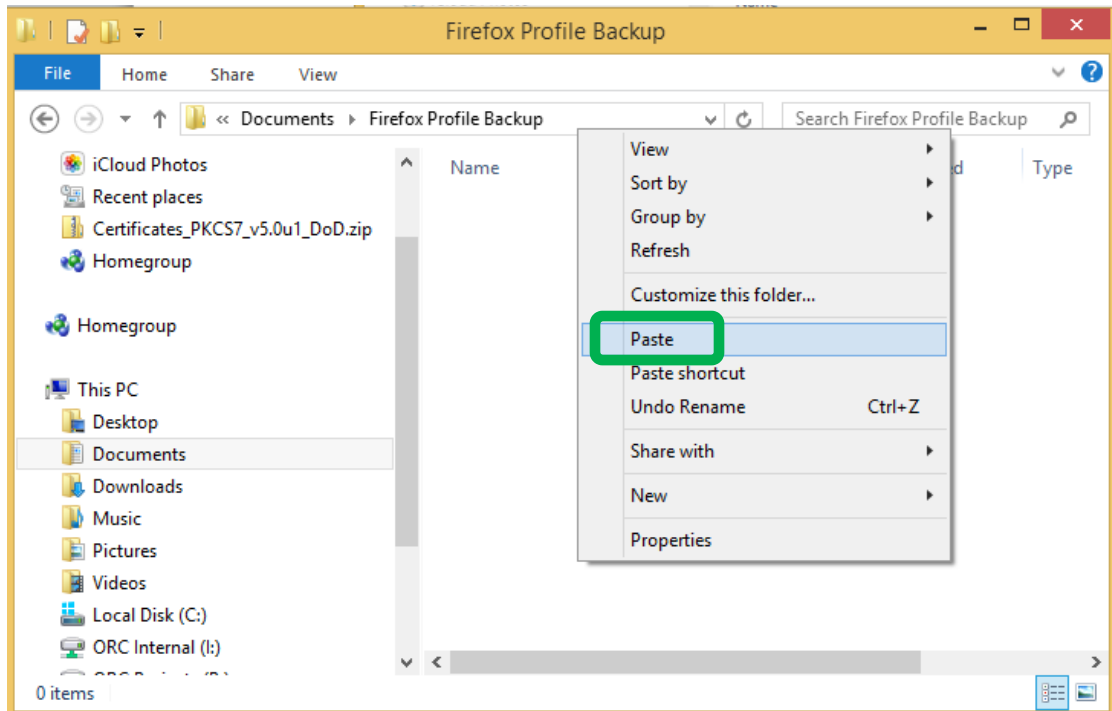 Firefox Profile Backup
File Home Share View
« Documents Firefox Profile Backup Search Firefox Profile Backup
iCloud Photos
Recent places
Certificates_PKCS7_v5.0u1_DoD.zip
Homegroup
Homegroup
This PC
Desktop
Documents
Downloads
Music
Pictures
Videos
Local Disk (C:)
ORC Internal (I:)
Name Type
View
Sort by
Group by
Refresh
Customize this folder...
Paste
Paste shortcut
Undo Rename Ctrl+Z
Share with
New
Properties
0 items